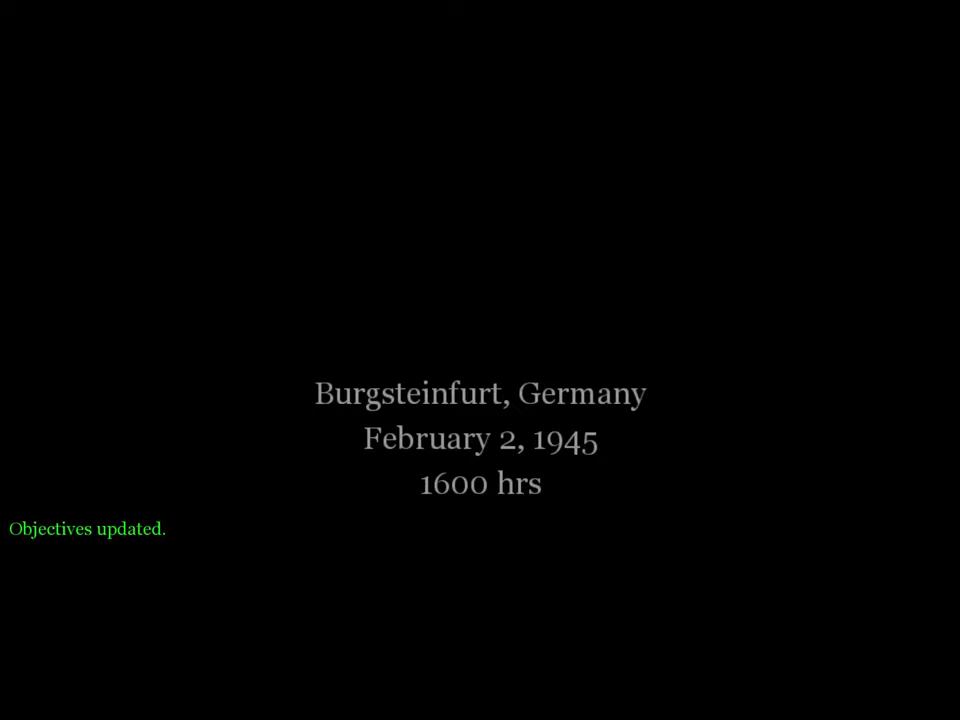 Burgsteinfurt, Germany
February 2, 1945
1600 hrs
Objectives updated.